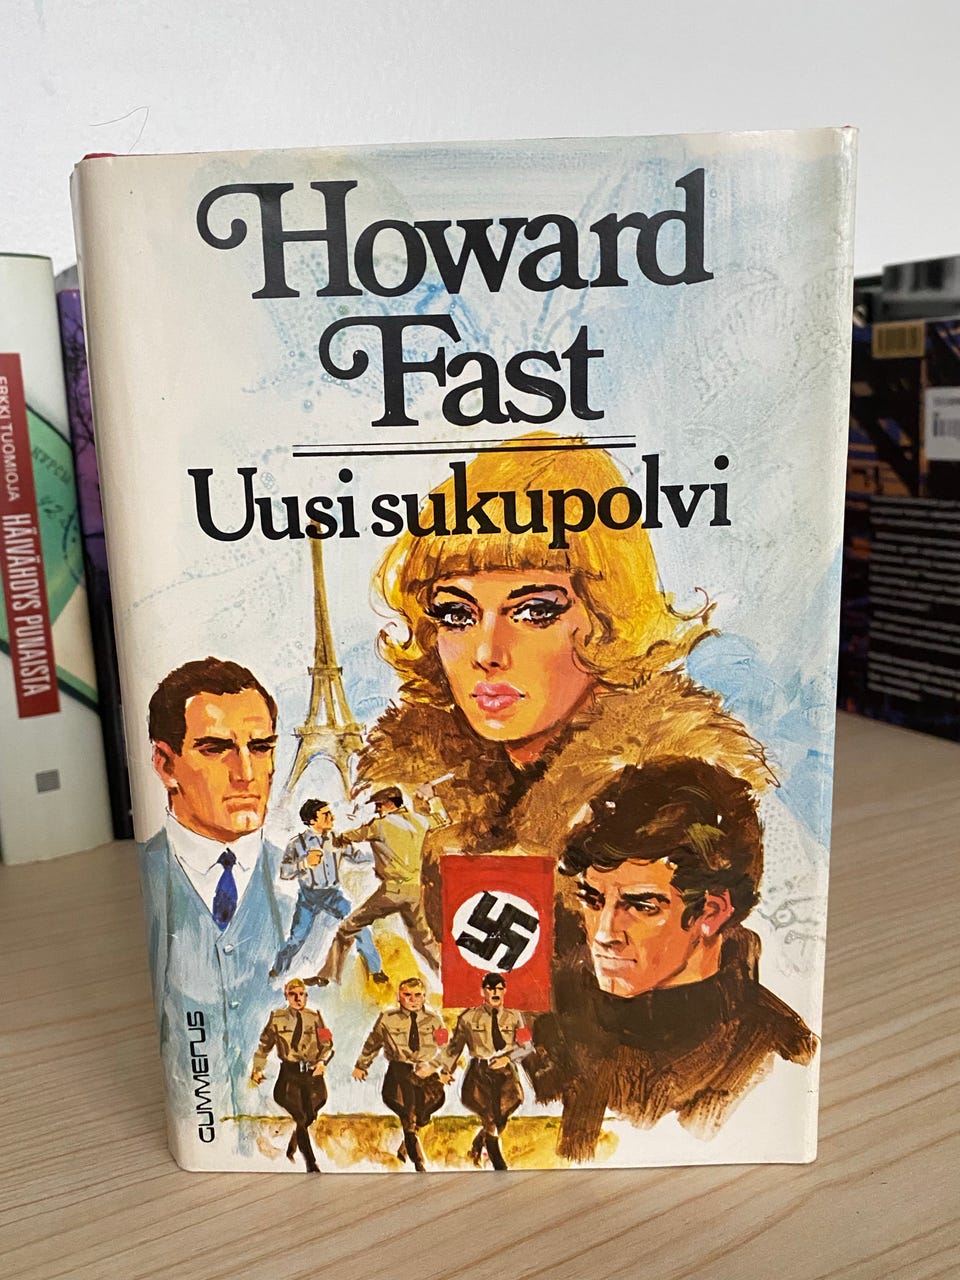 Howard
Fast
Uusi sukupolvi
GUMMERUS
ERKKI TUOMIOJA HÄIVÄHDYS PUNAISTA